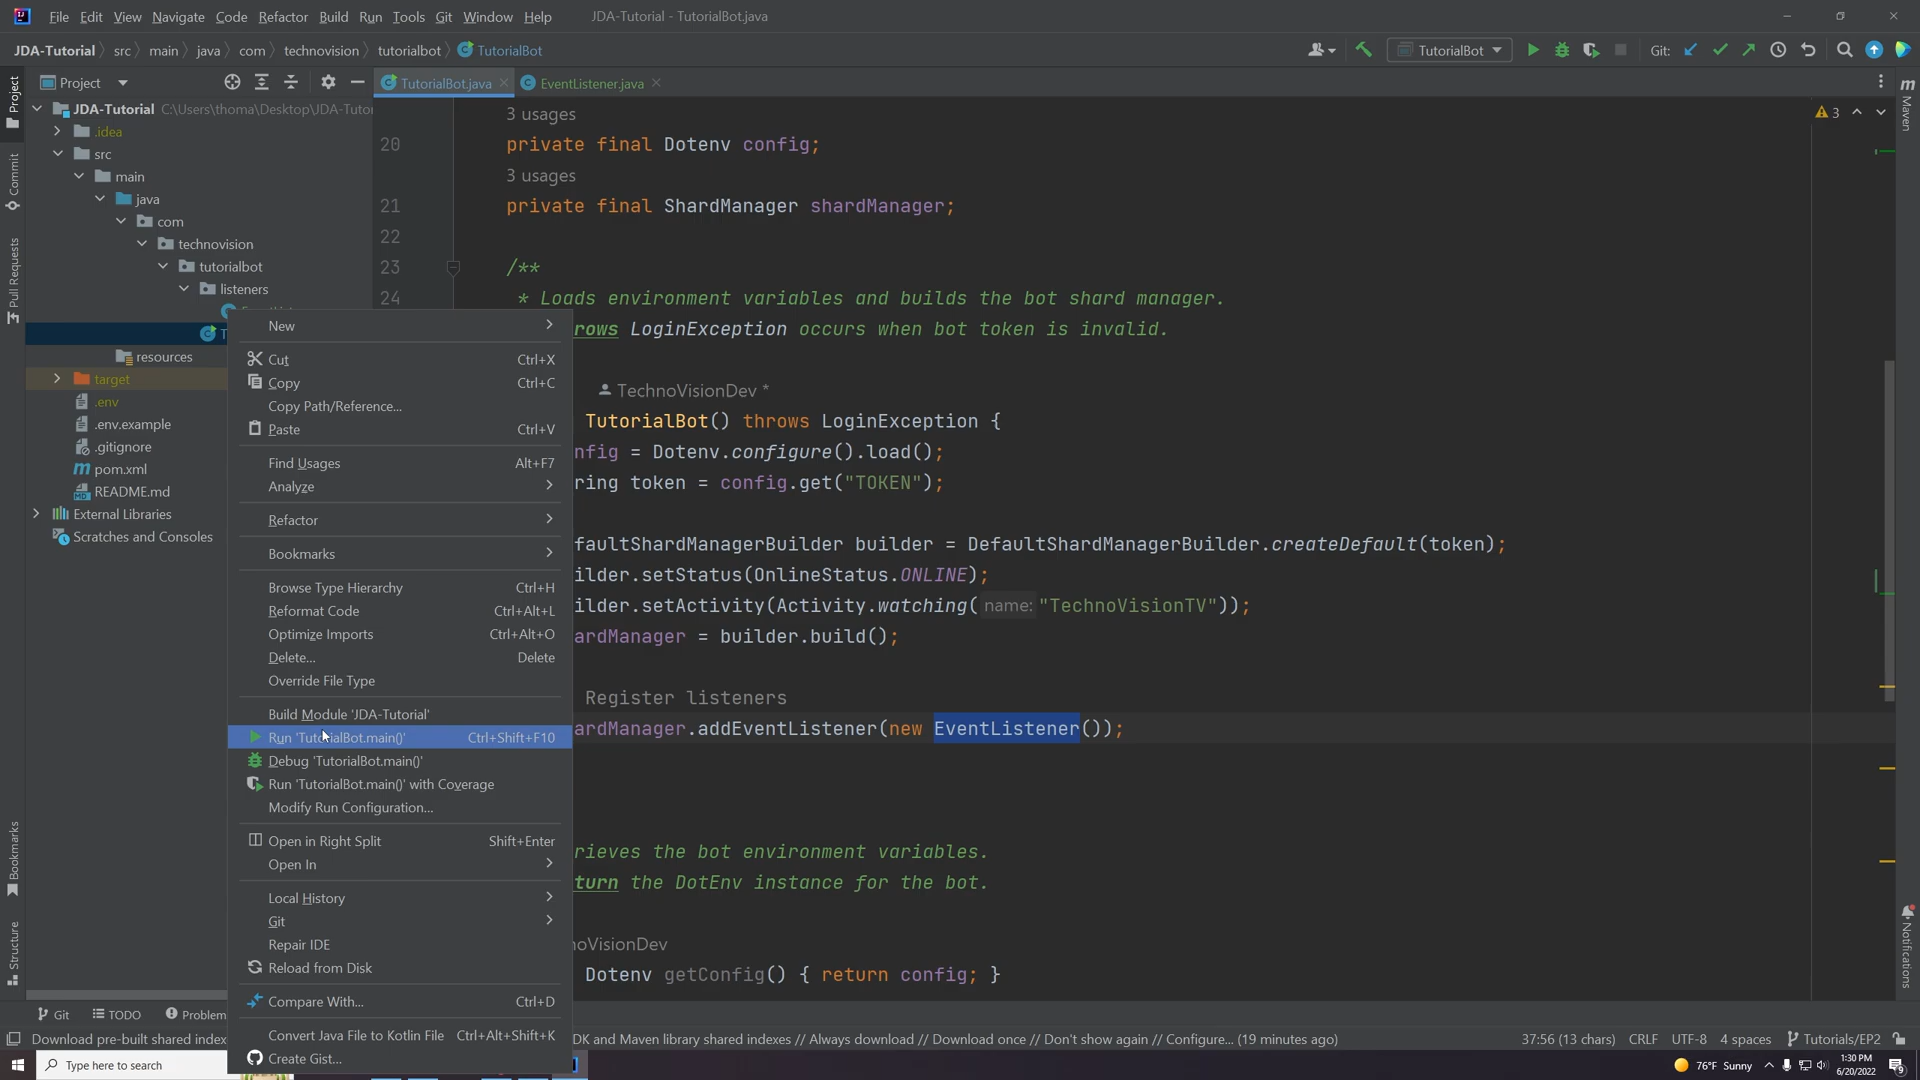 File Edit View Navigate Code Refactor Build Run Tools Git Window Help JDA-Tutorial - TutorialBot.java
JDA-Tutorial src main java com technovision tutorialbot TutorialBot
TutorialBot Git:
Project
TutorialBot.java EventListener.java
JDA-Tutorial C:\Users\thoma\Desktop\JDA-Tutor
.idea
src
main
java
com
technovision
tutorialbot
listeners
resources
target
.env
.env.example
.gitignore
pom.xml
README.md
External Libraries
Scratches and Consoles
Project
Commit
Pull Requests
Bookmarks
Structure
New
Cut Ctrl+X
Copy Ctrl+C
Copy Path/Reference...
Paste Ctrl+V
Find Usages Alt+F7
Analyze
Refactor
Bookmarks
Browse Type Hierarchy Ctrl+H
Reformat Code Ctrl+Alt+L
Optimize Imports Ctrl+Alt+O
Delete... Delete
Override File Type
Build Module 'JDA-Tutorial'
Run 'TutorialBot.main()' Ctrl+Shift+F10
Debug 'TutorialBot.main()'
Run 'TutorialBot.main()' with Coverage
Modify Run Configuration...
Open in Right Split Shift+Enter
Open In
Local History
Git
Repair IDE
Reload from Disk
Compare With... Ctrl+D
Convert Java File to Kotlin File Ctrl+Alt+Shift+K
Create Gist...
3 usages
20 private final Dotenv config;
3 usages
21 private final ShardManager shardManager;
22
23 /**
24 * Loads environment variables and builds the bot shard manager.
rows LoginException occurs when bot token is invalid.
TechnoVisionDev *
TutorialBot() throws LoginException {
nfig = Dotenv.configure().load();
ring token = config.get("TOKEN");
faultShardManagerBuilder builder = DefaultShardManagerBuilder.createDefault(token);
ilder.setStatus(OnlineStatus.ONLINE);
ilder.setActivity(Activity.watching( name: "TechnoVisionTV"));
ardManager = builder.build();
Register listeners
ardManager.addEventListener(new EventListener());
rieves the bot environment variables.
turn the DotEnv instance for the bot.
noVisionDev
Dotenv getConfig() { return config; }
3
Maven
Notifications
Git TODO Problem
Download pre-built shared index
DK and Maven library shared indexes // Always download // Download once // Don't show again // Configure... (19 minutes ago)
37:56 (13 chars) CRLF UTF-8 4 spaces Tutorials/EP2
Type here to search
76°F Sunny
1:30 PM
6/20/2022